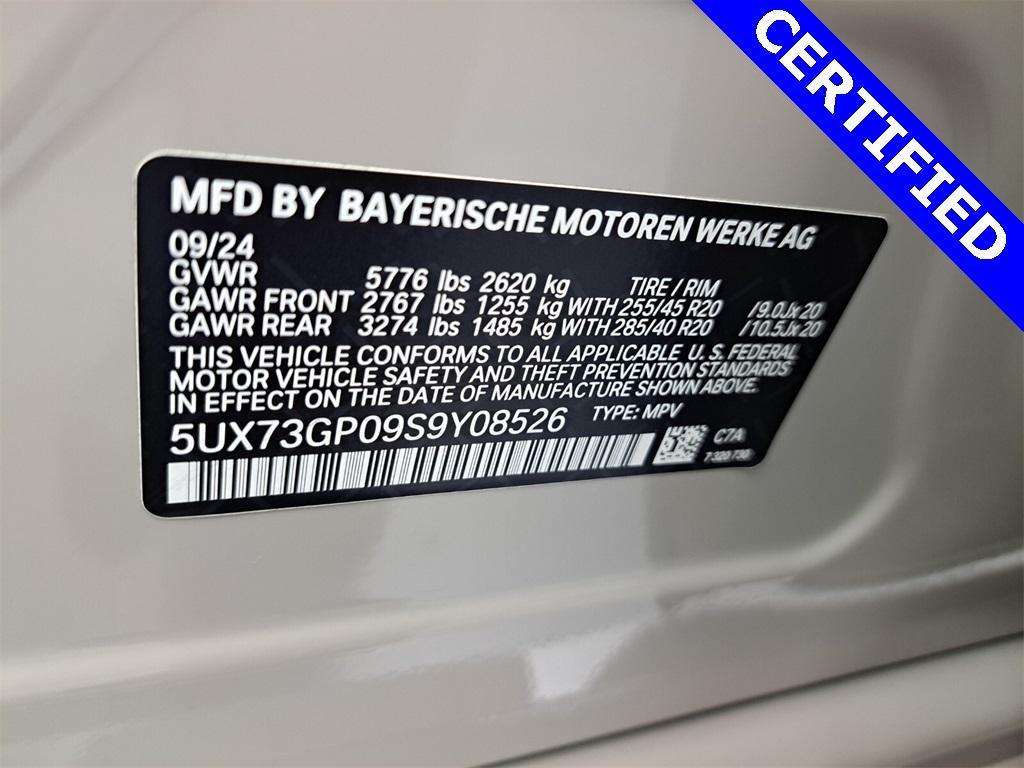 CERTIFIED
MFD BY BAYERISCHE MOTOREN WERKE AG
09/24
GVWR 5776 lbs 2620 kg TIRE / RIM
GAWR FRONT 2767 lbs 1255 kg WITH 255/45 R20 /9.0Jx20
GAWR REAR 3274 lbs 1485 kg WITH 285/40 R20 /10.5Jx20
THIS VEHICLE CONFORMS TO ALL APPLICABLE U.S. FEDERAL
MOTOR VEHICLE SAFETY AND THEFT PREVENTION STANDARDS
IN EFFECT ON THE DATE OF MANUFACTURE SHOWN ABOVE.
5UX73GP09S9Y08526 TYPE: MPV
C7A
7320730